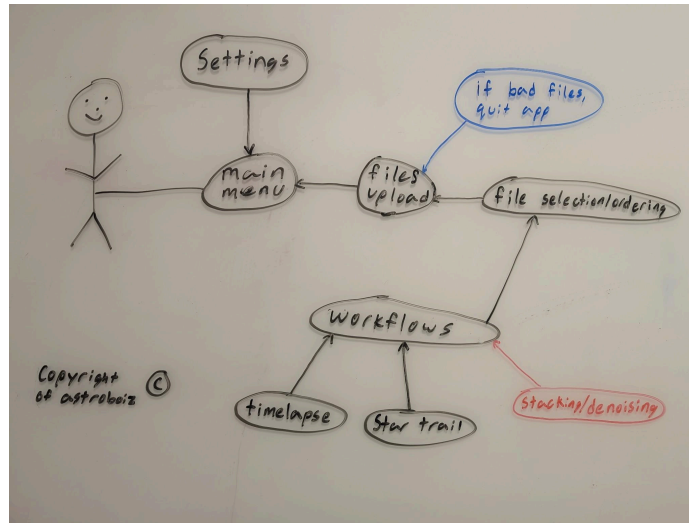 Settings
if bad files,
quit app
main
menu
files
upload
file selection/ordering
workflows
Copyright ©
of astroboiz
timelapse
Star trail
stacking/denoising